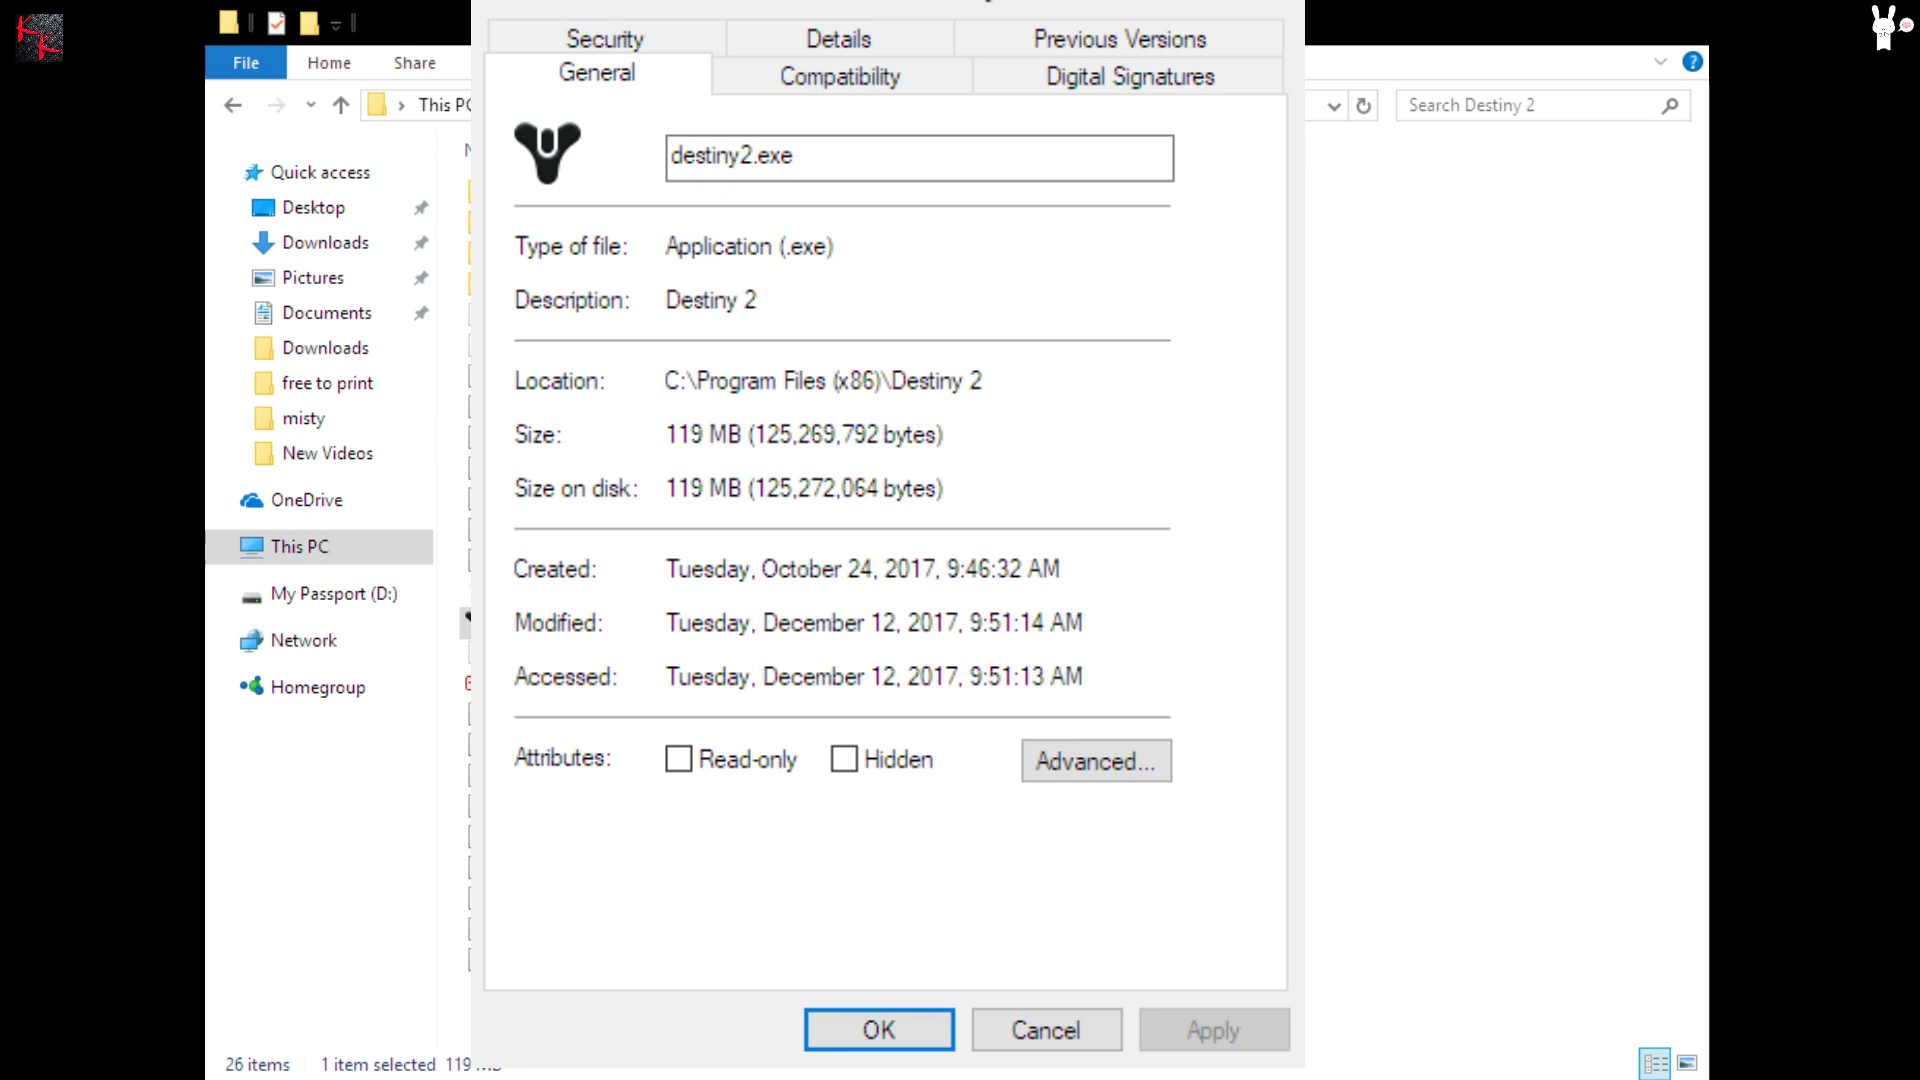 KK
File
Home
Share
This PC
Search Destiny 2
Quick access
Desktop
Downloads
Pictures
Documents
Downloads
free to print
misty
New Videos
OneDrive
This PC
My Passport (D:)
Network
Homegroup
26 items
1 item selected 119
Security
Details
Previous Versions
General
Compatibility
Digital Signatures
destiny2.exe
Type of file: Application (.exe)
Description: Destiny 2
Location: C:\Program Files (x86)\Destiny 2
Size: 119 MB (125,269,792 bytes)
Size on disk: 119 MB (125,272,064 bytes)
Created: Tuesday, October 24, 2017, 9:46:32 AM
Modified: Tuesday, December 12, 2017, 9:51:14 AM
Accessed: Tuesday, December 12, 2017, 9:51:13 AM
Attributes: Read-only Hidden Advanced...
OK
Cancel
Apply